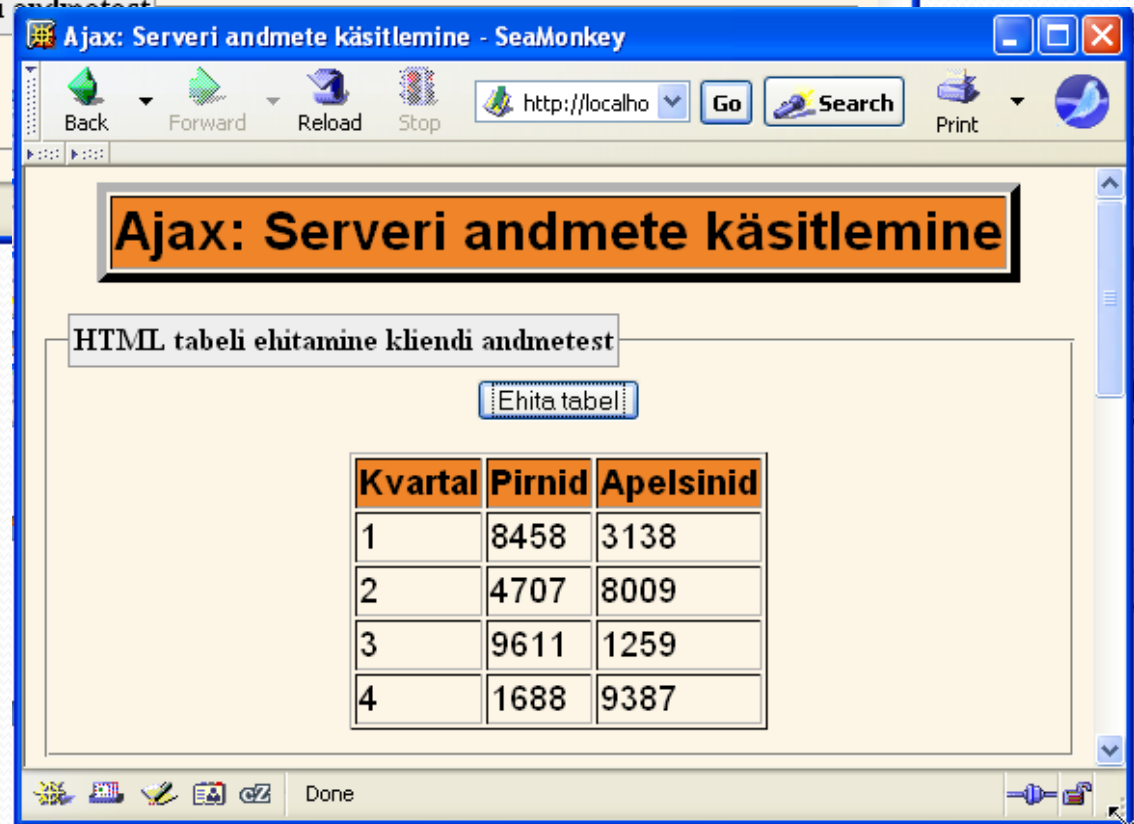 andmetest
Ajax: Serveri andmete käsitlemine - SeaMonkey
Back Forward Reload Stop http://localho Go Search Print
Ajax: Serveri andmete käsitlemine
HTML tabeli ehitamine kliendi andmetest
Ehita tabel
Kvartal Pirnid Apelsinid
1 8458 3138
2 4707 8009
3 9611 1259
4 1688 9387
Done